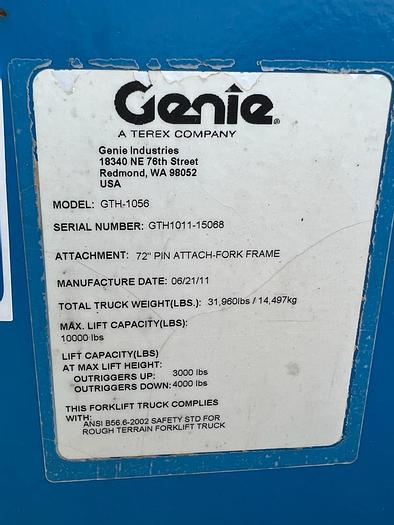 Genie®
A TEREX COMPANY
Genie Industries
18340 NE 76th Street
Redmond, WA 98052
USA
MODEL: GTH-1056
SERIAL NUMBER: GTH1011-15068
ATTACHMENT: 72" PIN ATTACH-FORK FRAME
MANUFACTURE DATE: 06/21/11
TOTAL TRUCK WEIGHT(LBS.): 31,960lbs / 14,497kg
MAX. LIFT CAPACITY(LBS):
10000 lbs
LIFT CAPACITY(LBS)
AT MAX LIFT HEIGHT:
OUTRIGGERS UP: 3000 lbs
OUTRIGGERS DOWN: 4000 lbs
THIS FORKLIFT TRUCK COMPLIES
WITH:
ANSI B56.6-2002 SAFETY STD FOR
ROUGH TERRAIN FORKLIFT TRUCK